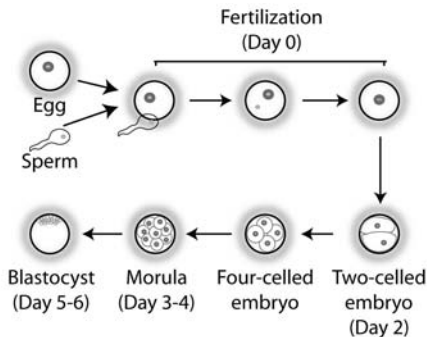 Fertilization
(Day 0)
Egg
Sperm
Blastocyst
(Day 5-6)
Morula
(Day 3-4)
Four-celled
embryo
Two-celled
embryo
(Day 2)